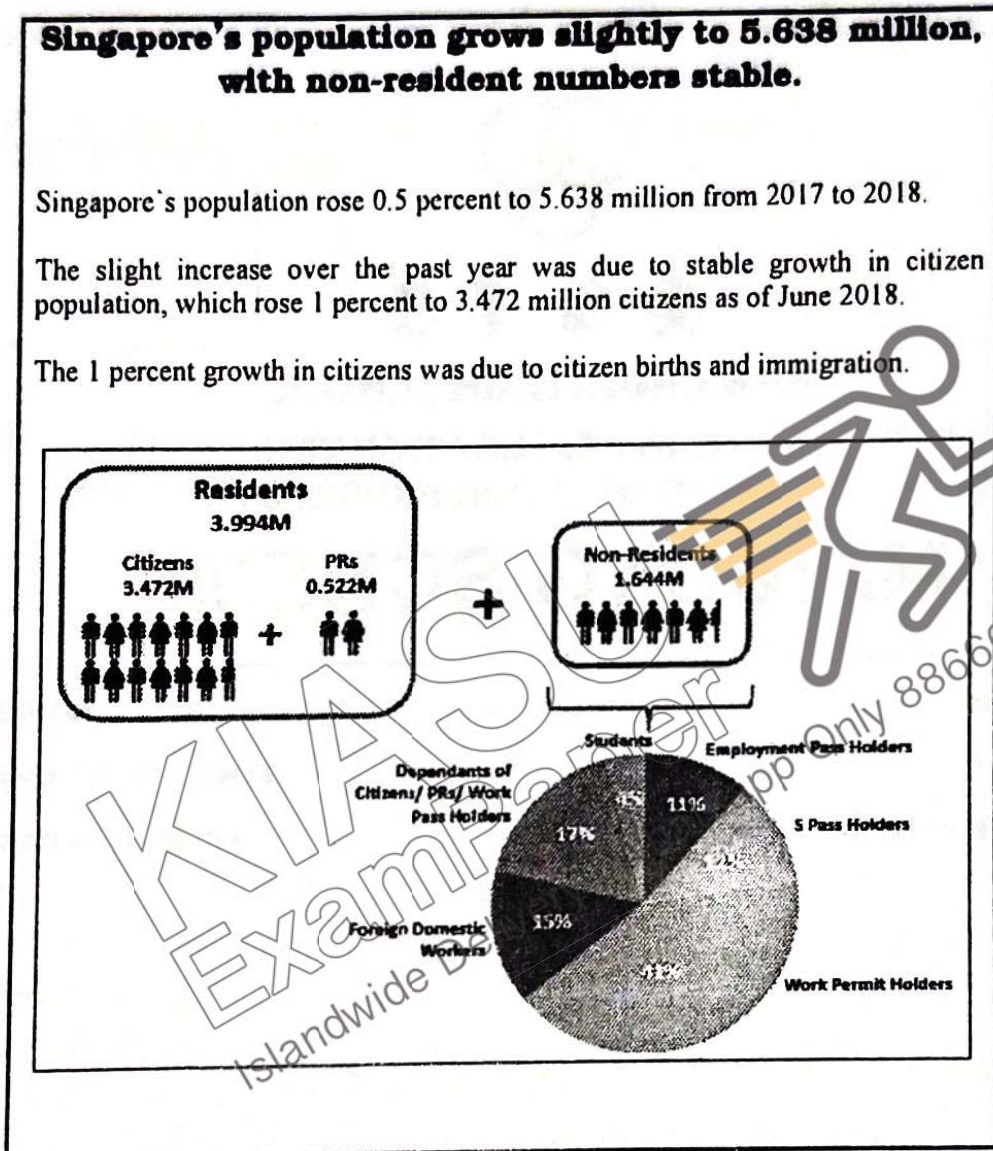 Singapore's population grows slightly to 5.638 million,
with non-resident numbers stable.
Singapore's population rose 0.5 percent to 5.638 million from 2017 to 2018.
The slight increase over the past year was due to stable growth in citizen
population, which rose 1 percent to 3.472 million citizens as of June 2018.
The 1 percent growth in citizens was due to citizen births and immigration.
Residents
3.994M
Citizens
3.472M
+
PRs
0.522M
+
Non-Residents
1.644M
Students
Employment Pass Holders
Dependants of
Citizens/ PRs/ Work
Pass Holders
S Pass Holders
11%
17%
Foreign Domestic
Workers
15%
41%
Work Permit Holders
KIASU
ExamPaper
Islandwide
Only 8866